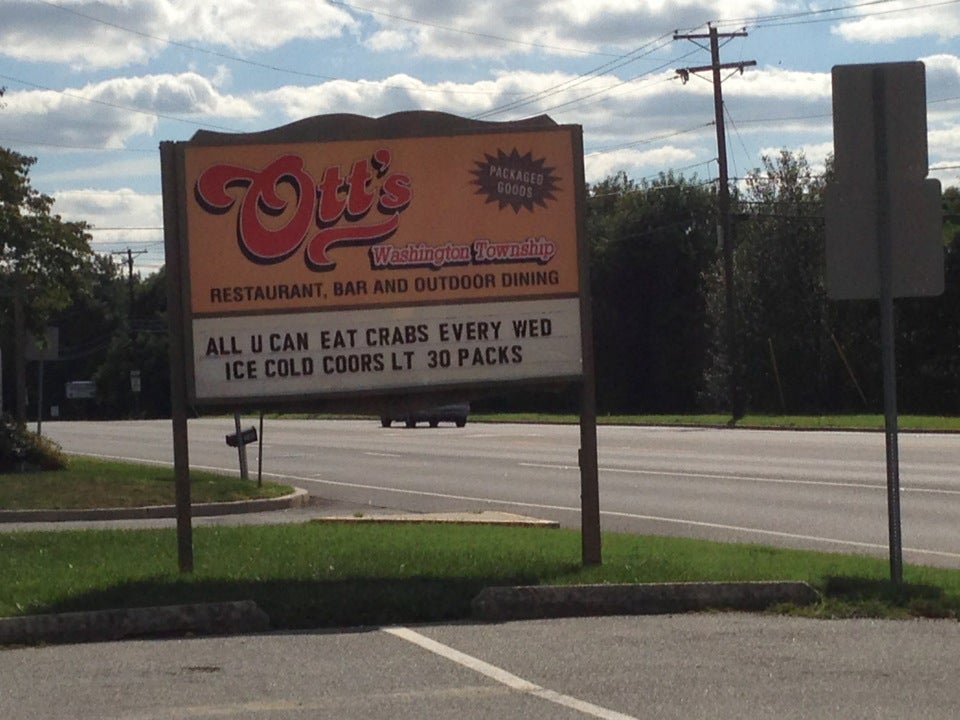 Ott's
PACKAGED
GOODS
Washington Township
RESTAURANT, BAR AND OUTDOOR DINING
ALL U CAN EAT CRABS EVERY WED
ICE COLD COORS LT 30 PACKS